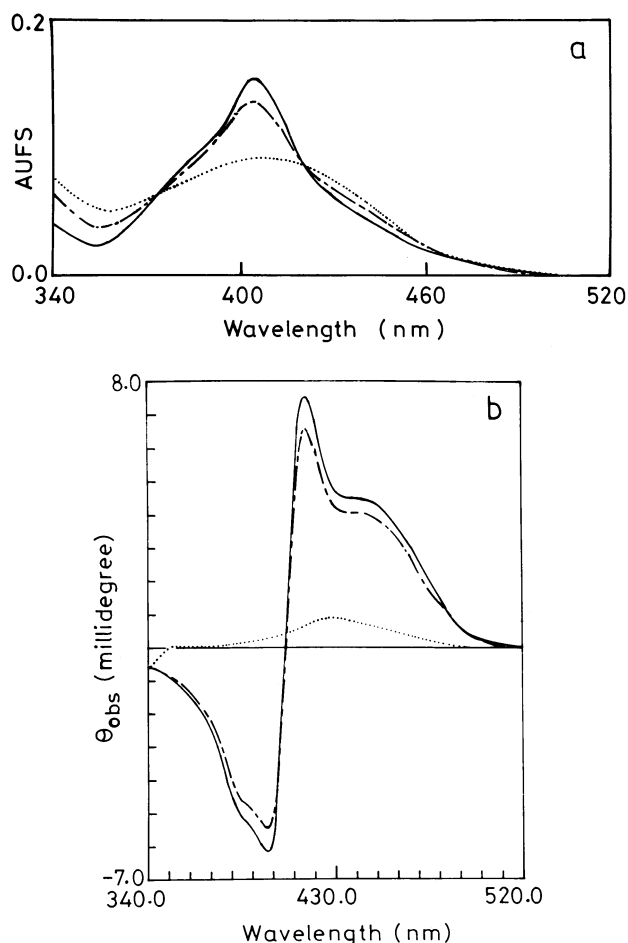 0.2
a
AUFS
0.0
340
400
460
520
Wavelength (nm)
8.0
b
θobs (millidegree)
-7.0
340.0
430.0
520.0
Wavelength (nm)